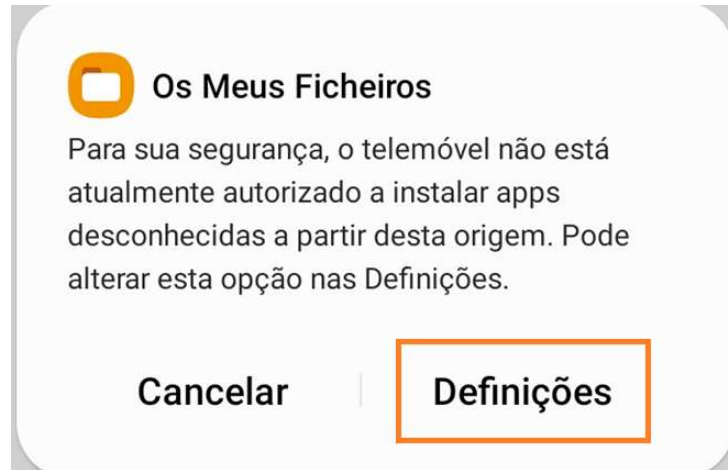 Os Meus Ficheiros
Para sua segurança, o telemóvel não está
atualmente autorizado a instalar apps
desconhecidas a partir desta origem. Pode
alterar esta opção nas Definições.
Cancelar
Definições